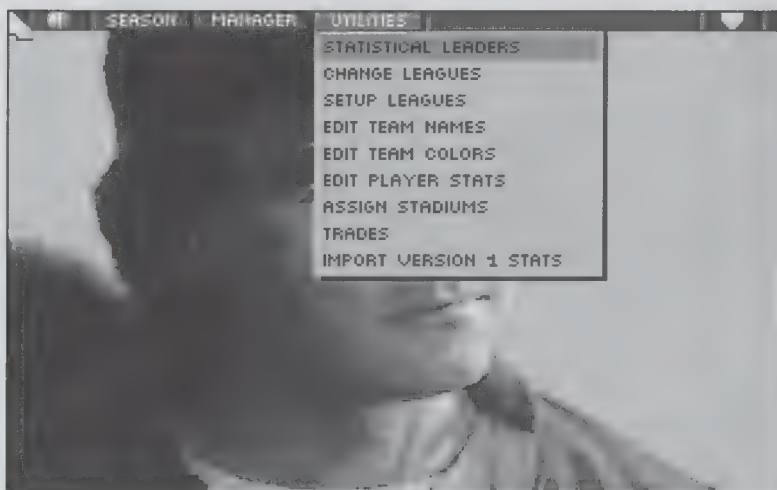 SEASON MANAGER UTILITIES
STATISTICAL LEADERS
CHANGE LEAGUES
SETUP LEAGUES
EDIT TEAM NAMES
EDIT TEAM COLORS
EDIT PLAYER STATS
ASSIGN STADIUMS
TRADES
IMPORT VERSION 1 STATS